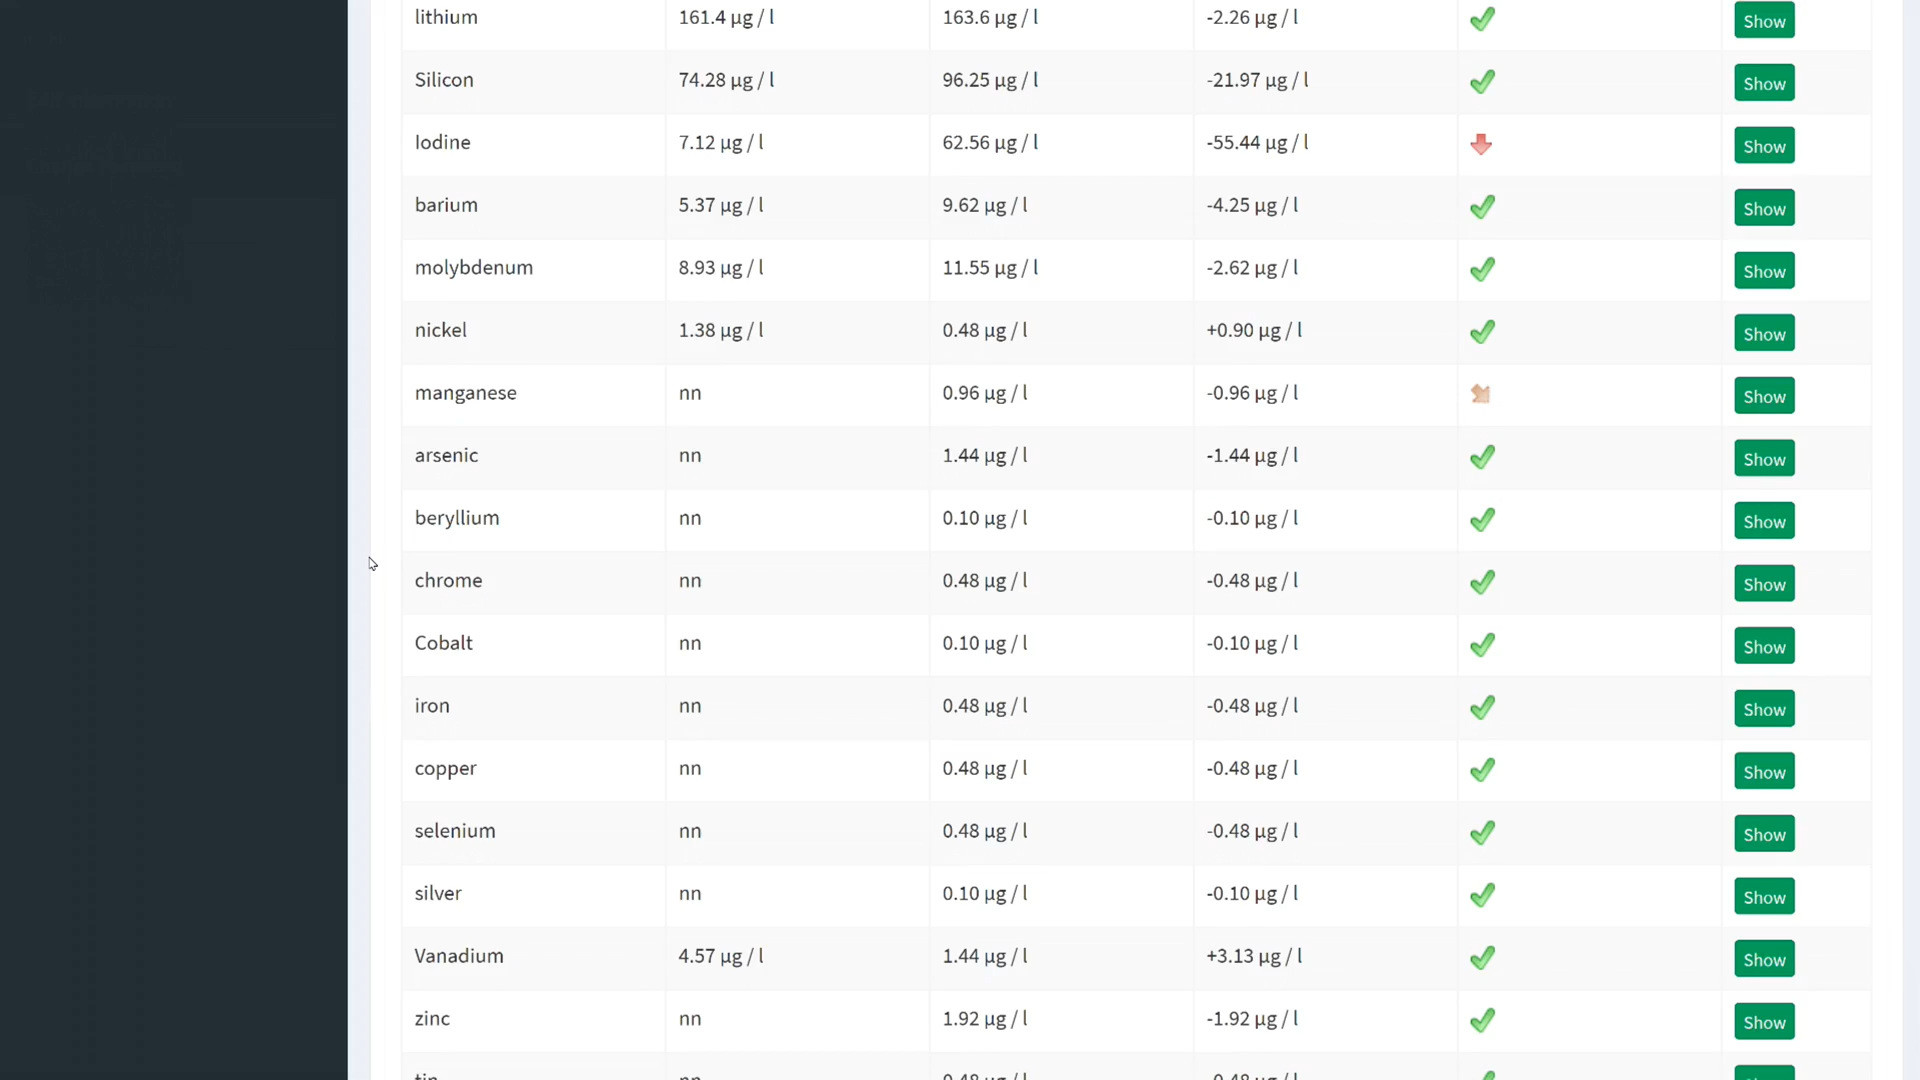 lithium 161.4 µg / l 163.6 µg / l -2.26 µg / l Show
Silicon 74.28 µg / l 96.25 µg / l -21.97 µg / l Show
Iodine 7.12 µg / l 62.56 µg / l -55.44 µg / l Show
barium 5.37 µg / l 9.62 µg / l -4.25 µg / l Show
molybdenum 8.93 µg / l 11.55 µg / l -2.62 µg / l Show
nickel 1.38 µg / l 0.48 µg / l +0.90 µg / l Show
manganese nn 0.96 µg / l -0.96 µg / l Show
arsenic nn 1.44 µg / l -1.44 µg / l Show
beryllium nn 0.10 µg / l -0.10 µg / l Show
chrome nn 0.48 µg / l -0.48 µg / l Show
Cobalt nn 0.10 µg / l -0.10 µg / l Show
iron nn 0.48 µg / l -0.48 µg / l Show
copper nn 0.48 µg / l -0.48 µg / l Show
selenium nn 0.48 µg / l -0.48 µg / l Show
silver nn 0.10 µg / l -0.10 µg / l Show
Vanadium 4.57 µg / l 1.44 µg / l +3.13 µg / l Show
zinc nn 1.92 µg / l -1.92 µg / l Show